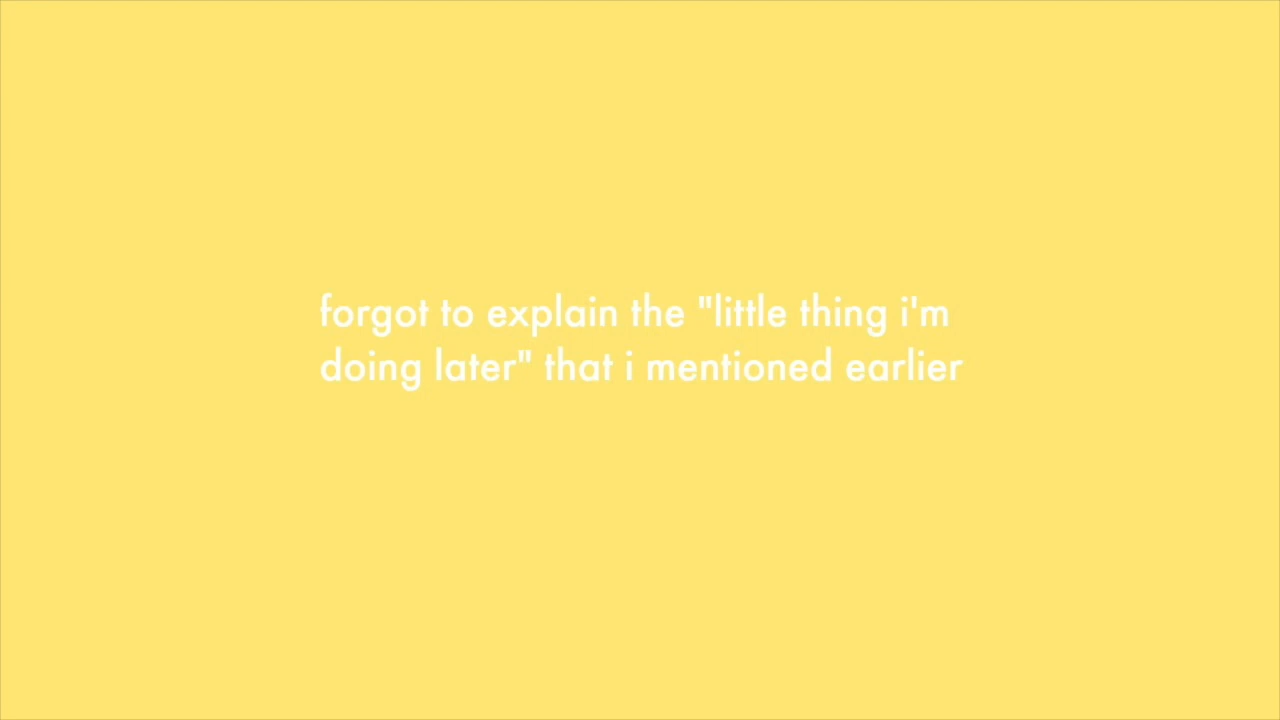 forgot to explain the "little thing i'm
doing later" that i mentioned earlier